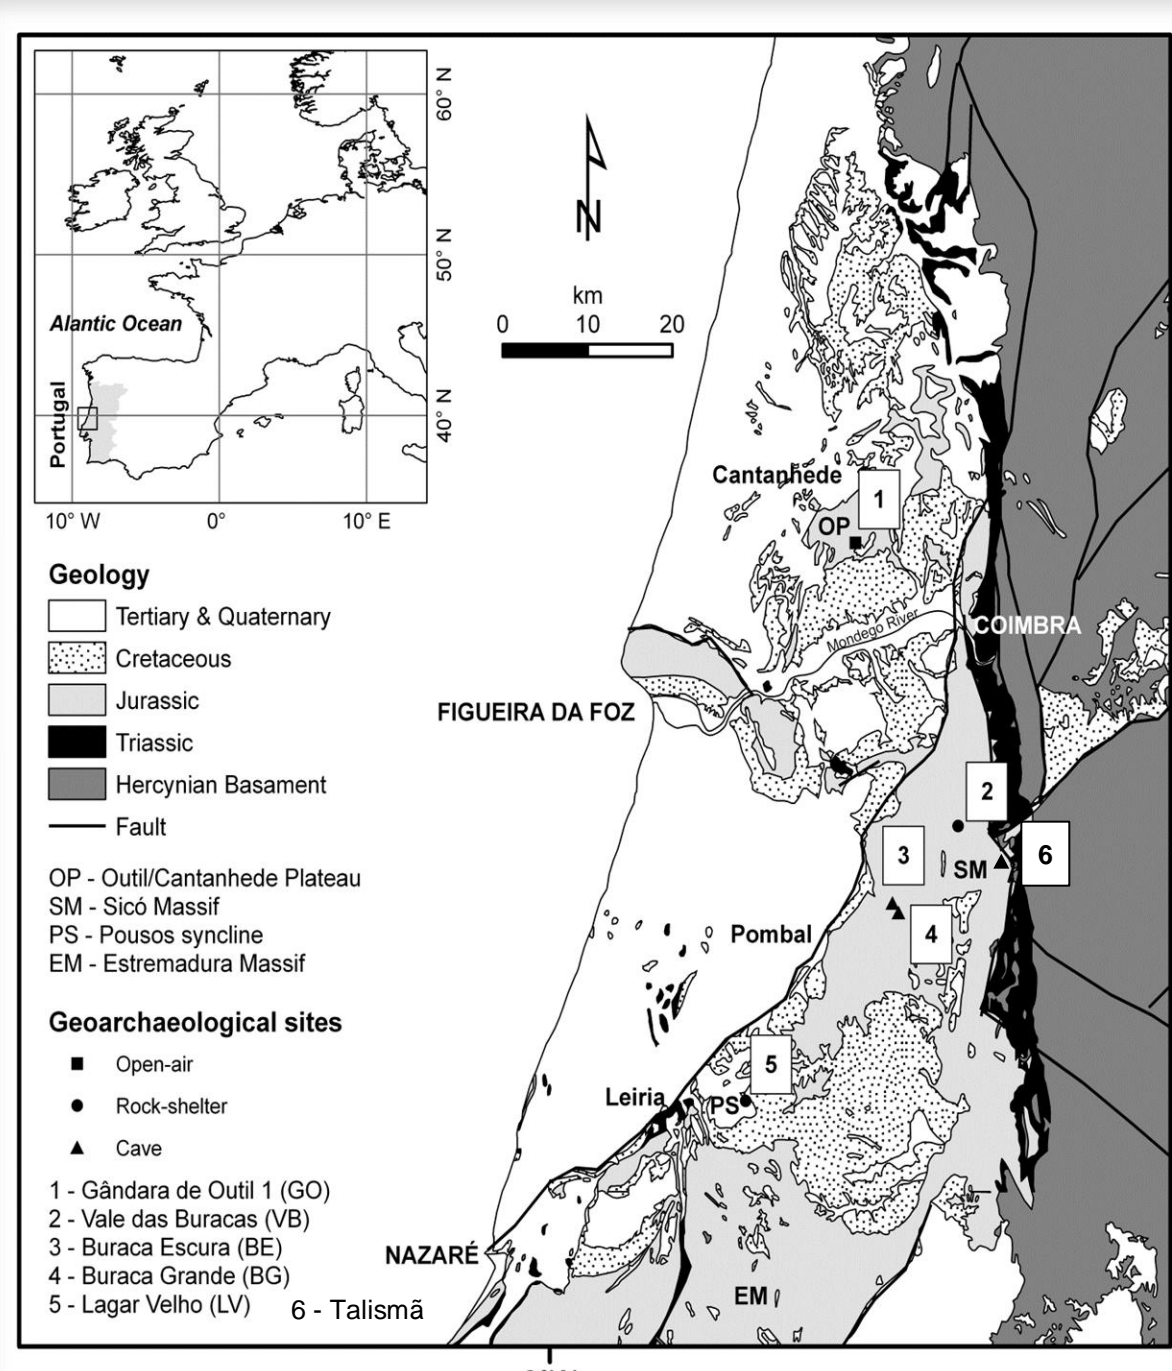 60° N
50° N
40° N
Alantic Ocean
Portugal
10° W
0°
10° E
N
km
0
10
20
Geology
Tertiary & Quaternary
Cretaceous
Jurassic
Triassic
Hercynian Basament
Fault
OP - Outil/Cantanhede Plateau
SM - Sicó Massif
PS - Pousos syncline
EM - Estremadura Massif
Geoarchaeological sites
Open-air
Rock-shelter
Cave
1 - Gândara de Outil 1 (GO)
2 - Vale das Buracas (VB)
3 - Buraca Escura (BE)
4 - Buraca Grande (BG)
5 - Lagar Velho (LV)
6 - Talismã
Cantanhede
1
OP
Mondego River
COIMBRA
FIGUEIRA DA FOZ
2
3
SM
6
4
Pombal
5
Leiria
PS
NAZARÉ
EM